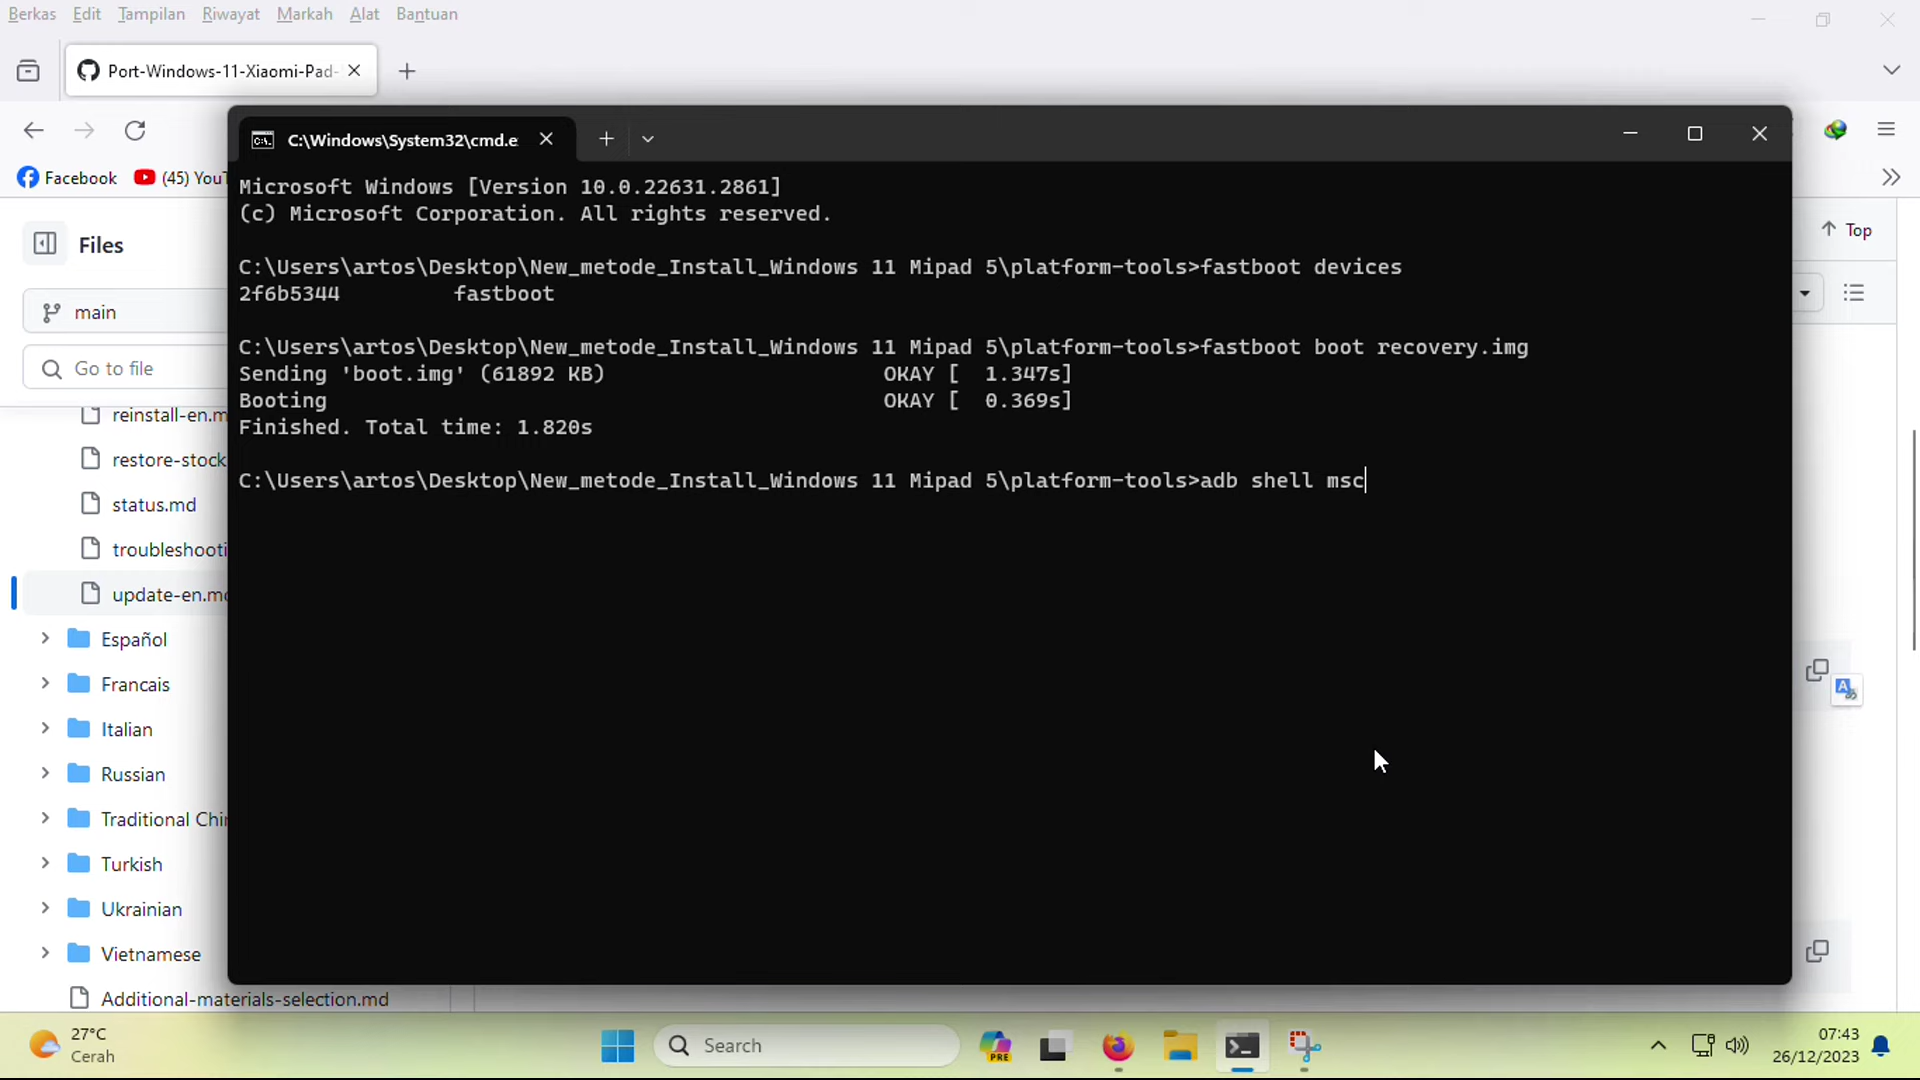 Berkas Edit Tampilan Riwayat Markah Alat Bantuan
Port-Windows-11-Xiaomi-Pad-
C:\Windows\System32\cmd.e
Facebook (45) YouT
Microsoft Windows [Version 10.0.22631.2861]
(c) Microsoft Corporation. All rights reserved.
Files
Top
C:\Users\artos\Desktop\New_metode_Install_Windows 11 Mipad 5\platform-tools>fastboot devices
2f6b5344 fastboot
main
C:\Users\artos\Desktop\New_metode_Install_Windows 11 Mipad 5\platform-tools>fastboot boot recovery.img
Go to file
Sending 'boot.img' (61892 KB) OKAY [ 1.347s]
Booting OKAY [ 0.369s]
Finished. Total time: 1.820s
reinstall-en.m
restore-stock
C:\Users\artos\Desktop\New_metode_Install_Windows 11 Mipad 5\platform-tools>adb shell msc
status.md
troubleshooti
update-en.md
Español
Francais
Italian
Russian
Traditional Chin
Turkish
Ukrainian
Vietnamese
Additional-materials-selection.md
27°C
Cerah
Search
PRE
07:43
26/12/2023